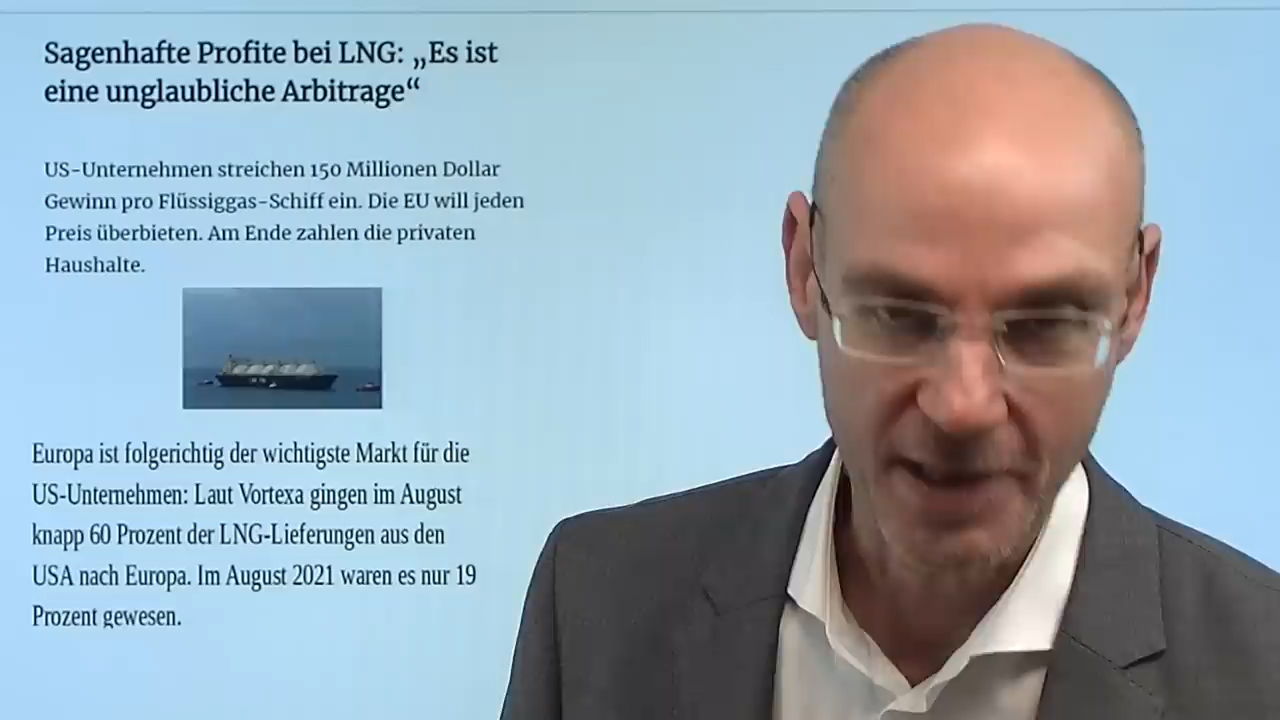 Sagenhafte Profite bei LNG: „Es ist
eine unglaubliche Arbitrage“
US-Unternehmen streichen 150 Millionen Dollar
Gewinn pro Flüssiggas-Schiff ein. Die EU will jeden
Preis überbieten. Am Ende zahlen die privaten
Haushalte.
Europa ist folgerichtig der wichtigste Markt für die
US-Unternehmen: Laut Vortexa gingen im August
knapp 60 Prozent der LNG-Lieferungen aus den
USA nach Europa. Im August 2021 waren es nur 19
Prozent gewesen.